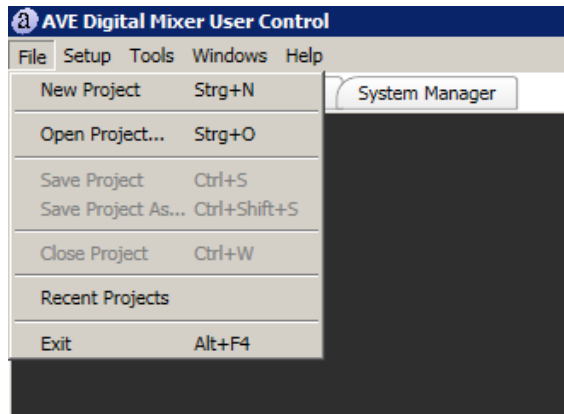 AVE Digital Mixer User Control
File Setup Tools Windows Help
System Manager
New Project Strg+N
Open Project... Strg+O
Save Project Ctrl+S
Save Project As... Ctrl+Shift+S
Close Project Ctrl+W
Recent Projects
Exit Alt+F4